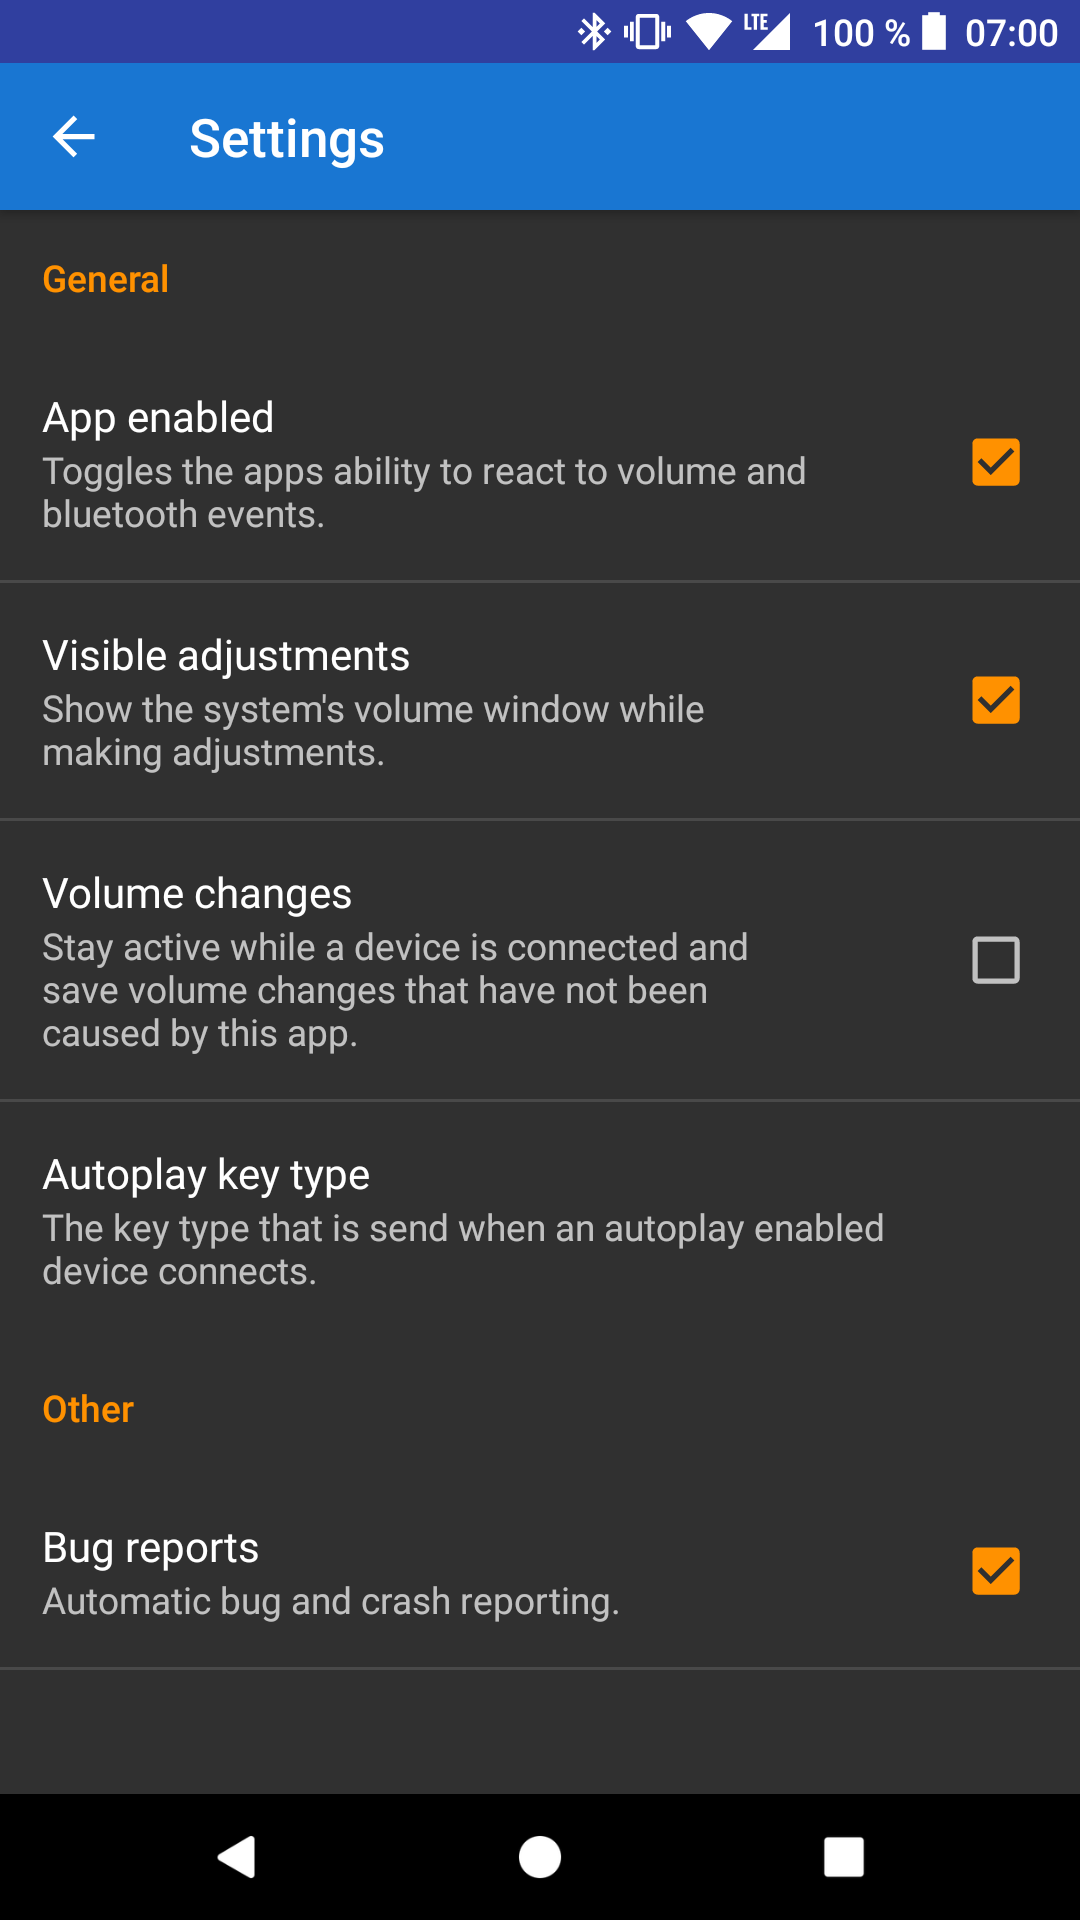 LTE 100 % 07:00
Settings
General
App enabled
Toggles the apps ability to react to volume and
bluetooth events.
Visible adjustments
Show the system's volume window while
making adjustments.
Volume changes
Stay active while a device is connected and
save volume changes that have not been
caused by this app.
Autoplay key type
The key type that is send when an autoplay enabled
device connects.
Other
Bug reports
Automatic bug and crash reporting.